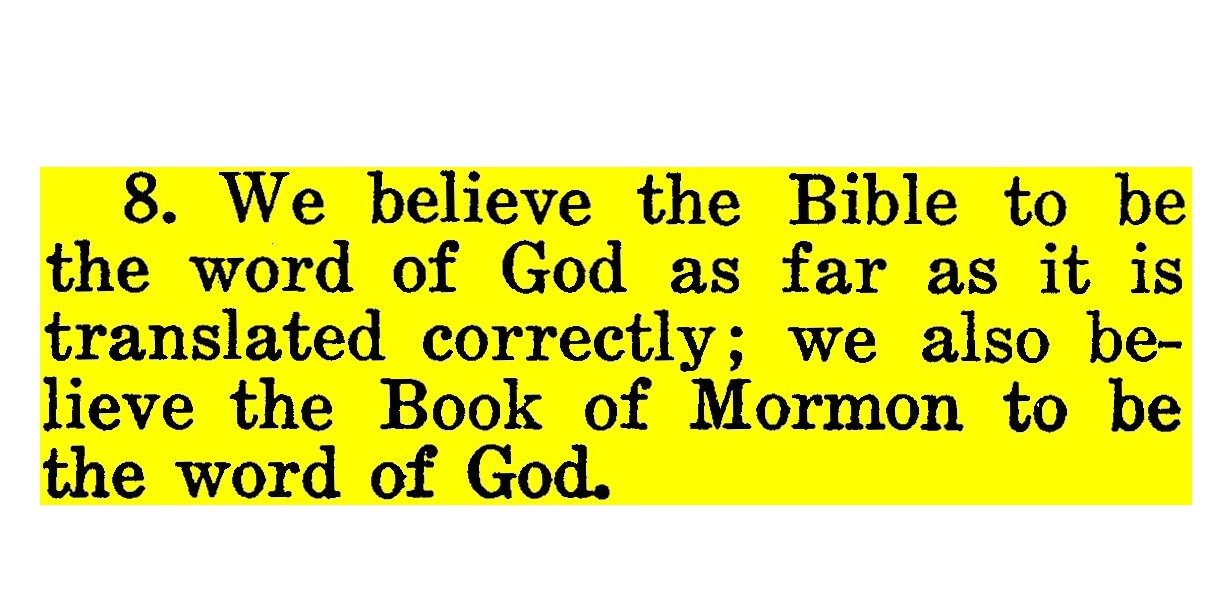 8. We believe the Bible to be
the word of God as far as it is
translated correctly; we also be-
lieve the Book of Mormon to be
the word of God.